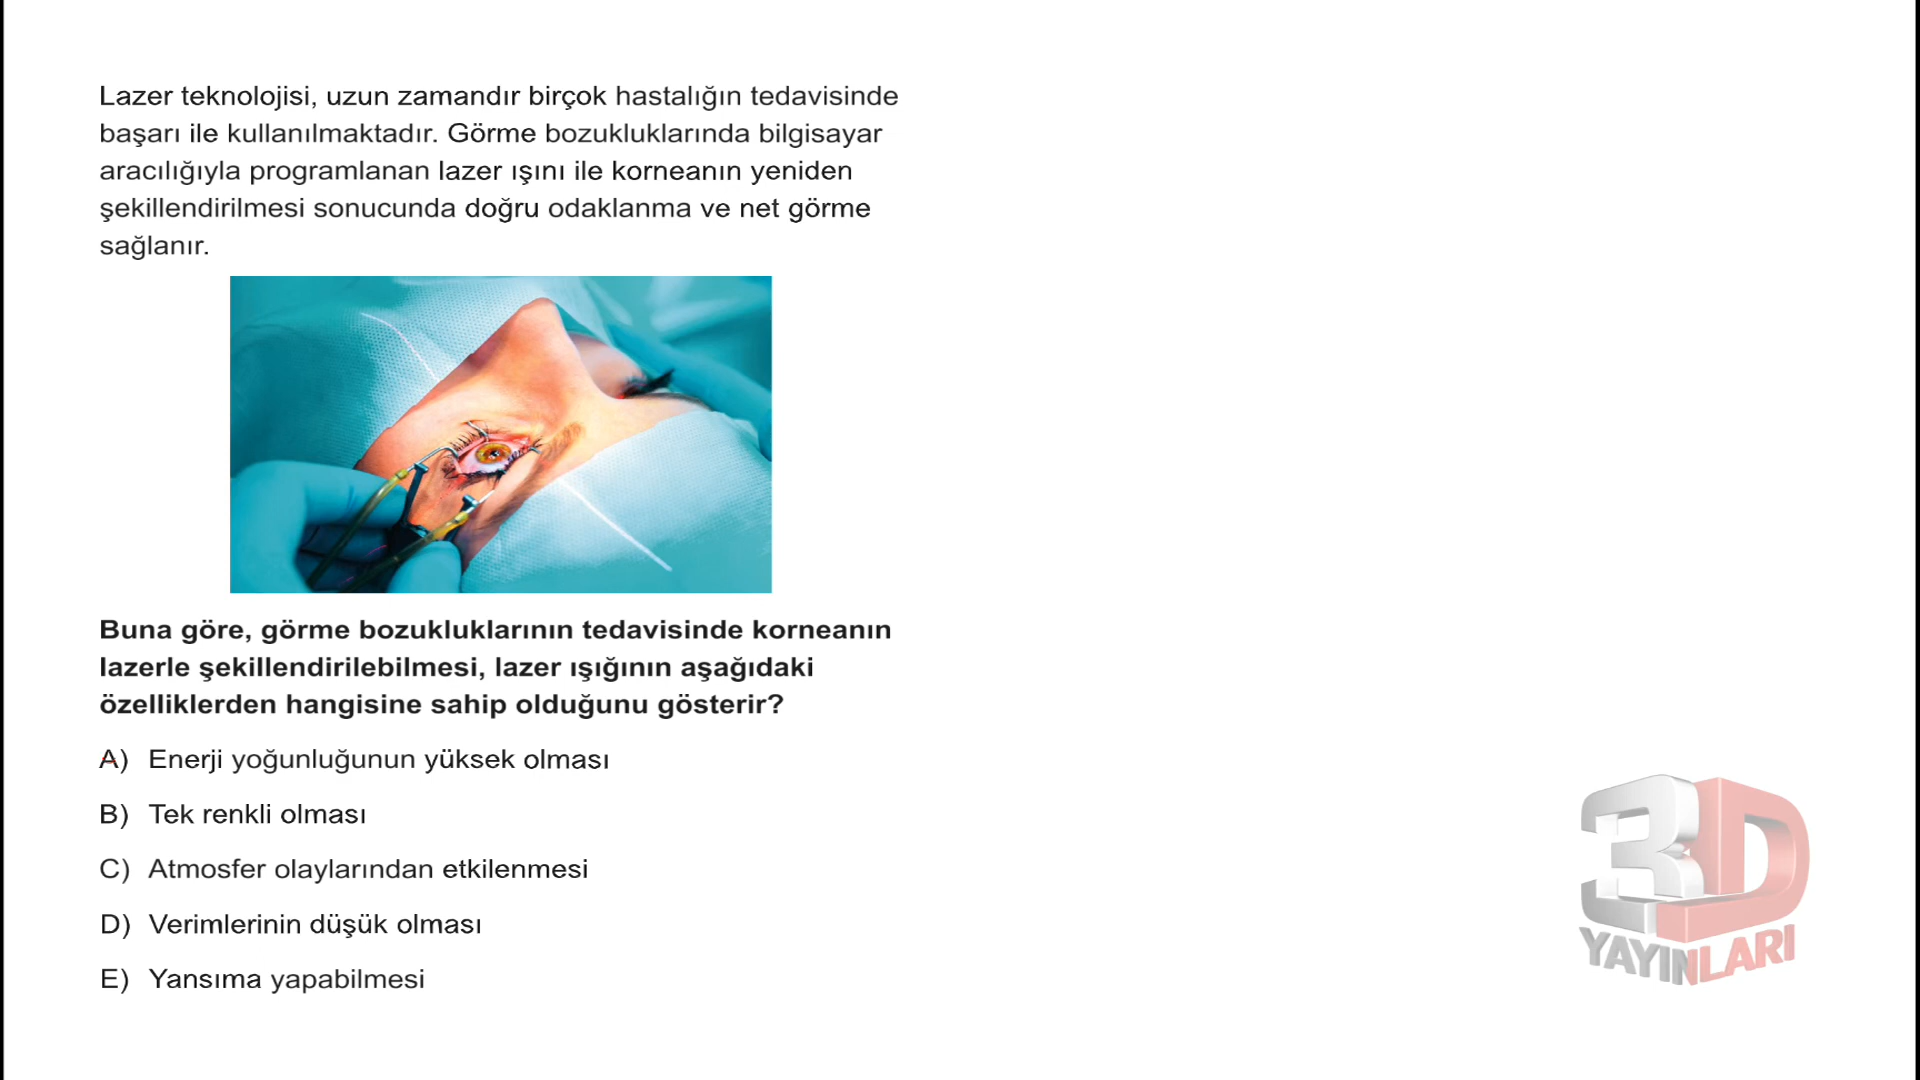 Lazer teknolojisi, uzun zamandır birçok hastalığın tedavisinde
başarı ile kullanılmaktadır. Görme bozukluklarında bilgisayar
aracılığıyla programlanan lazer ışını ile korneanın yeniden
şekillendirilmesi sonucunda doğru odaklanma ve net görme
sağlanır.
Buna göre, görme bozukluklarının tedavisinde korneanın
lazerle şekillendirilebilmesi, lazer ışığının aşağıdaki
özelliklerden hangisine sahip olduğunu gösterir?
A) Enerji yoğunluğunun yüksek olması
B) Tek renkli olması
C) Atmosfer olaylarından etkilenmesi
D) Verimlerinin düşük olması
E) Yansıma yapabilmesi
3D
YAYINLARI